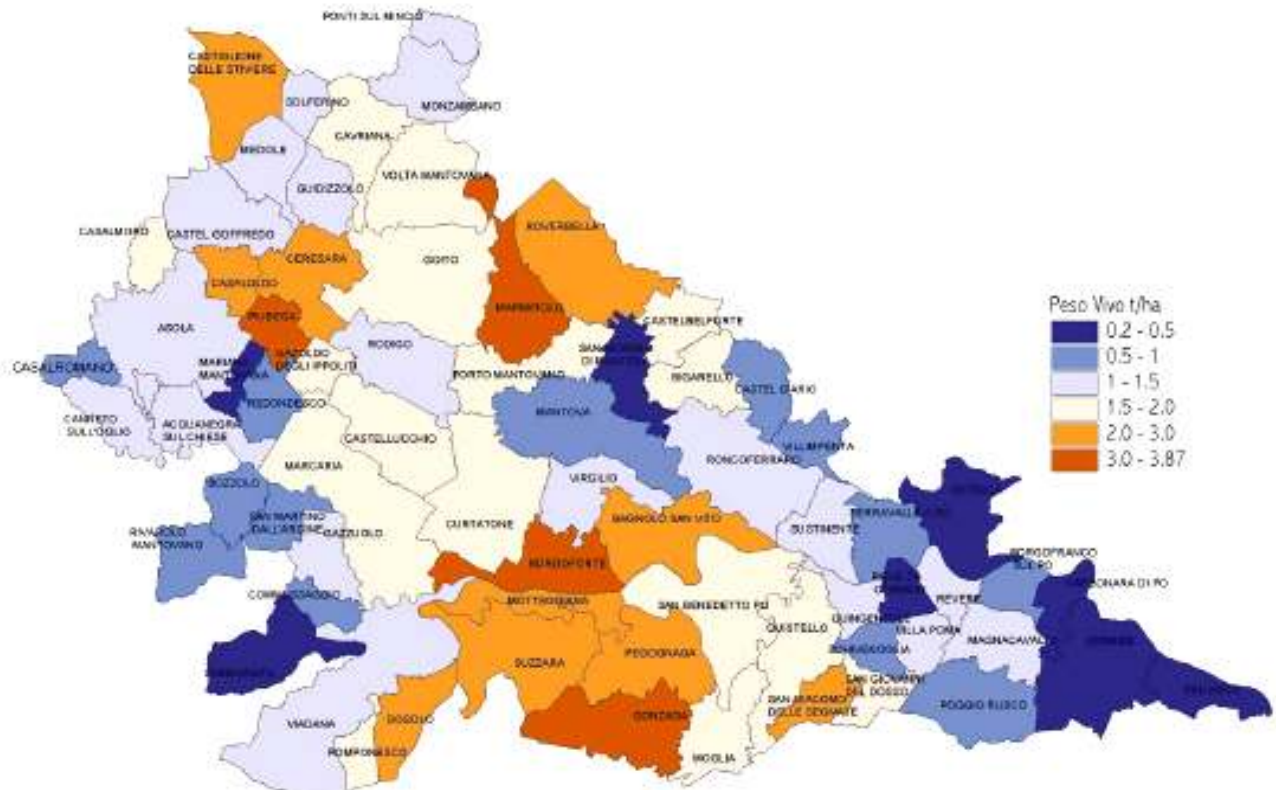 PONTI SUL MINCIO
CASTIGLIONE
DELLE STIVIERE
SOLFERINO
MONZAMBANO
CAVRIANA
MEDOLE
VOLTA MANTOVANA
GUIDIZZOLO
CASALMORO
CASTEL GOFFREDO
ROVERBELLA
CERESARA
GOITO
CASALOLDO
Peso Vivo t/ha
0.2 - 0.5
0.5 - 1
1 - 1.5
1.5 - 2.0
2.0 - 3.0
3.0 - 3.87
PIUBEGA
MARMIROLO
CASTELBELFORTE
ASOLA
RODIGO
GAZOLDO
DEGLI IPPOLITI
MARIANA
MANTOVANA
CASALROMANO
PORTO MANTOVANO
BIGARELLO
CASTEL D'ARIO
REDONDESCO
MANTOVA
CANNETO
SULL'OGLIO
ACQUANEGRA
SUL CHIESE
CASTELLUCCHIO
VILLIMPENTA
RONCOFERRARO
MARCARIA
VIRGILIO
BOZZOLO
SAN MARTINO
DALL'ARGINE
BAGNOLO SAN VITO
SUSTINENTE
RIVAROLO
MANTOVANO
GAZZUOLO
CURTATONE
BORGOFORTE
BORGOFRANCO
SUL PO
CARBONARA DI PO
COMMESSAGGIO
MOTTEGGIANA
SAN BENEDETTO PO
REVERE
QUISTELLO
QUINGENTOLE
VILLA POMA
MAGNACAVALLO
SCHIVENOGLIA
SUZZARA
PEGOGNAGA
SAN GIOVANNI
DEL DOSSO
SAN GIACOMO
DELLE SEGNATE
POGGIO RUSCO
VIADANA
DOSOLO
GONZAGA
POMPONESCO
MOGLIA